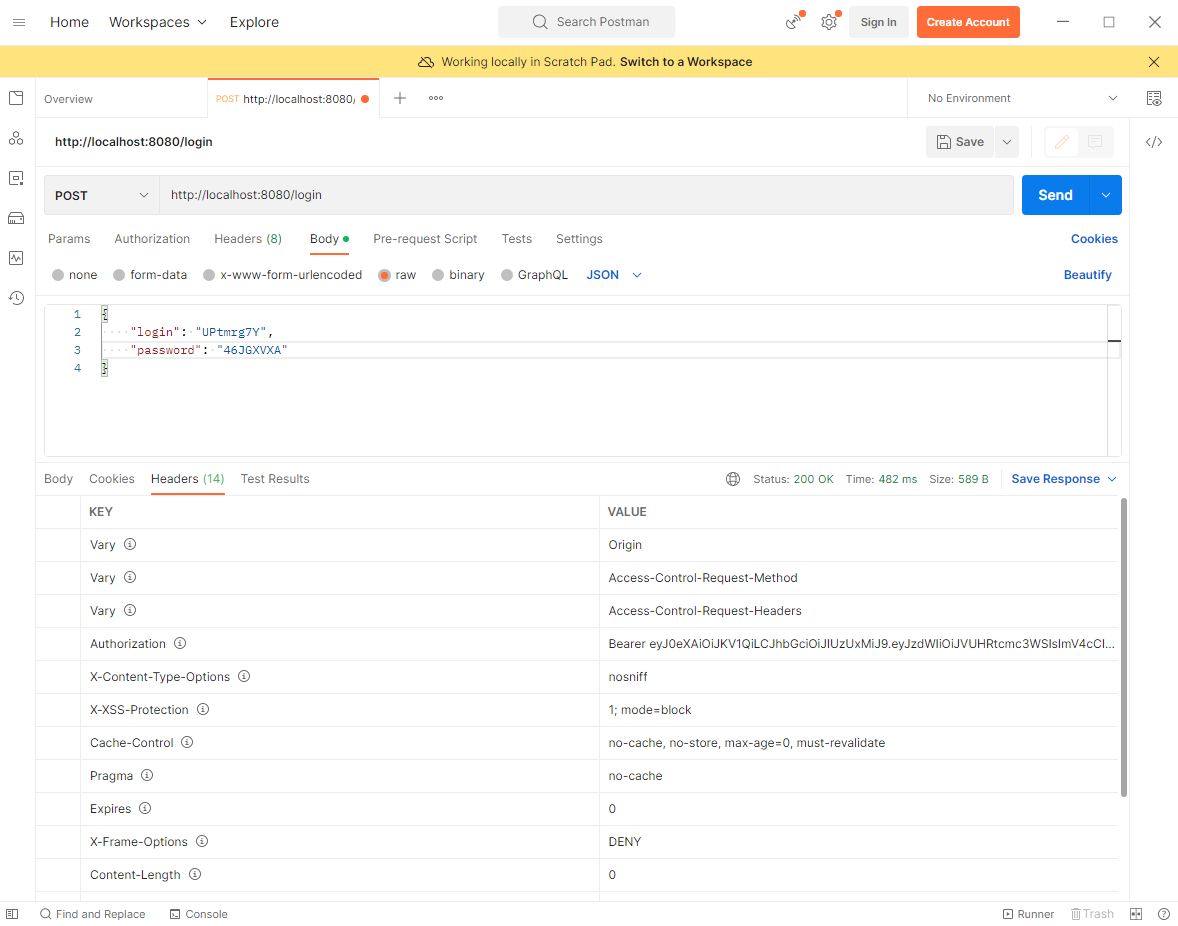 Home Workspaces Explore Search Postman Sign In Create Account
Working locally in Scratch Pad. Switch to a Workspace
Overview POST http://localhost:8080/ No Environment
http://localhost:8080/login Save
POST http://localhost:8080/login Send
Params Authorization Headers (8) Body Pre-request Script Tests Settings Cookies
none form-data x-www-form-urlencoded raw binary GraphQL JSON Beautify
1 {
2 "login": "UPtmrg7Y",
3 "password": "46JGXVXA"
4 }
Body Cookies Headers (14) Test Results Status: 200 OK Time: 482 ms Size: 589 B Save Response
KEY VALUE
Vary Origin
Vary Access-Control-Request-Method
Vary Access-Control-Request-Headers
Authorization Bearer eyJ0eXAiOiJKV1QiLCJhbGciOiJIUzUxMiJ9.eyJzdWIiOiJVUHRtcmc3WSIsImV4cCI...
X-Content-Type-Options nosniff
X-XSS-Protection 1; mode=block
Cache-Control no-cache, no-store, max-age=0, must-revalidate
Pragma no-cache
Expires 0
X-Frame-Options DENY
Content-Length 0
Find and Replace Console Runner Trash